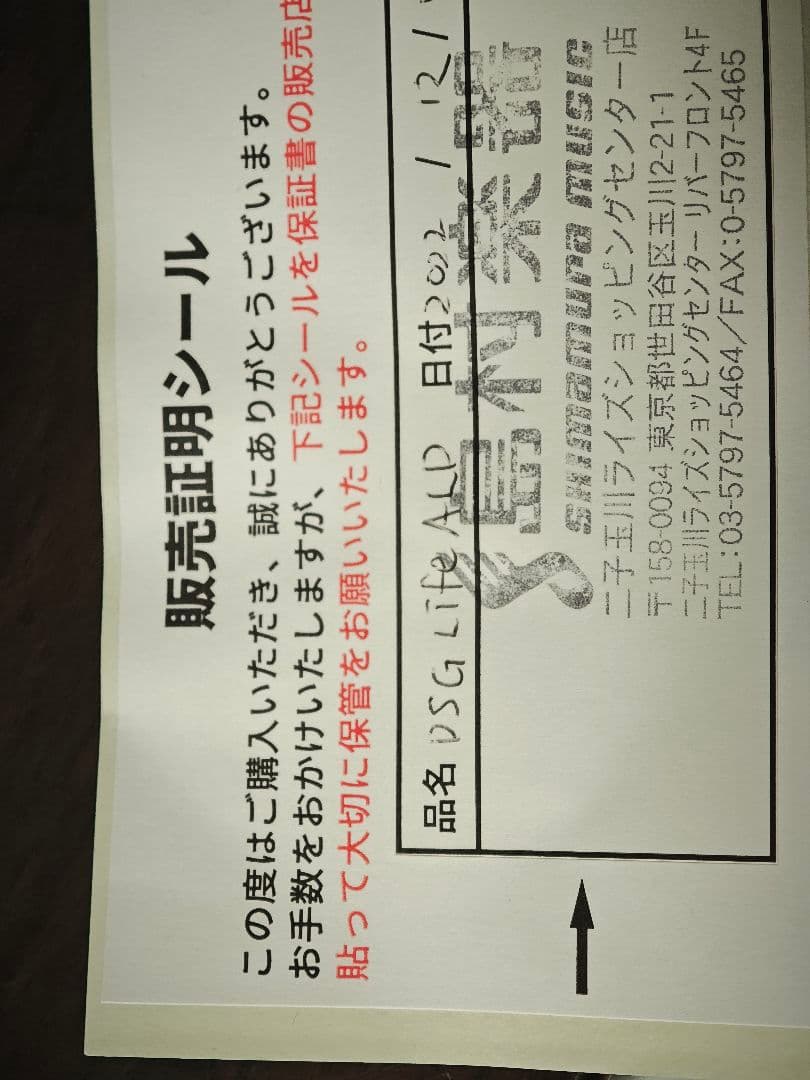 販売証明シール
この度はご購入いただき、誠にありがとうございます。
お手数をおかけいたしますが、下記シールを保証書の販売店
貼って大切に保管をお願いいたします。
品名 DSG Life ALD 日付 2022 / 12 /
島村楽器
shimamura music
二子玉川ライズショッピングセンター店
〒158-0094 東京都世田谷区玉川2-21-1
二子玉川ライズショッピングセンター リバーフロント4F
TEL:03-5797-5464/FAX:0-5797-5465